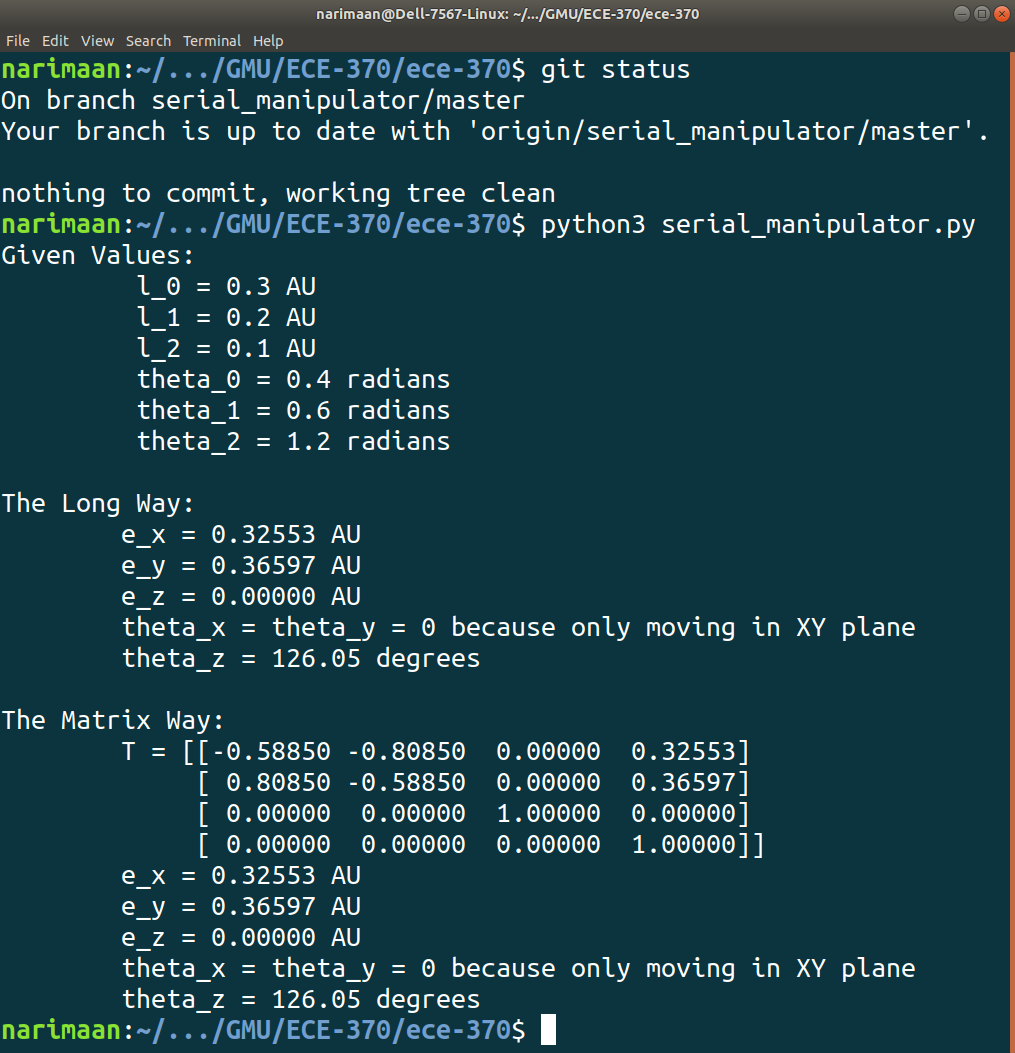 narimaan@Dell-7567-Linux: ~/.../GMU/ECE-370/ece-370
File Edit View Search Terminal Help
narimaan:~/.../GMU/ECE-370/ece-370$ git status
On branch serial_manipulator/master
Your branch is up to date with 'origin/serial_manipulator/master'.
nothing to commit, working tree clean
narimaan:~/.../GMU/ECE-370/ece-370$ python3 serial_manipulator.py
Given Values:
l_0 = 0.3 AU
l_1 = 0.2 AU
l_2 = 0.1 AU
theta_0 = 0.4 radians
theta_1 = 0.6 radians
theta_2 = 1.2 radians
The Long Way:
e_x = 0.32553 AU
e_y = 0.36597 AU
e_z = 0.00000 AU
theta_x = theta_y = 0 because only moving in XY plane
theta_z = 126.05 degrees
The Matrix Way:
T = [[-0.58850 -0.80850  0.00000  0.32553]
[ 0.80850 -0.58850  0.00000  0.36597]
[ 0.00000  0.00000  1.00000  0.00000]
[ 0.00000  0.00000  0.00000  1.00000]]
e_x = 0.32553 AU
e_y = 0.36597 AU
e_z = 0.00000 AU
theta_x = theta_y = 0 because only moving in XY plane
theta_z = 126.05 degrees
narimaan:~/.../GMU/ECE-370/ece-370$